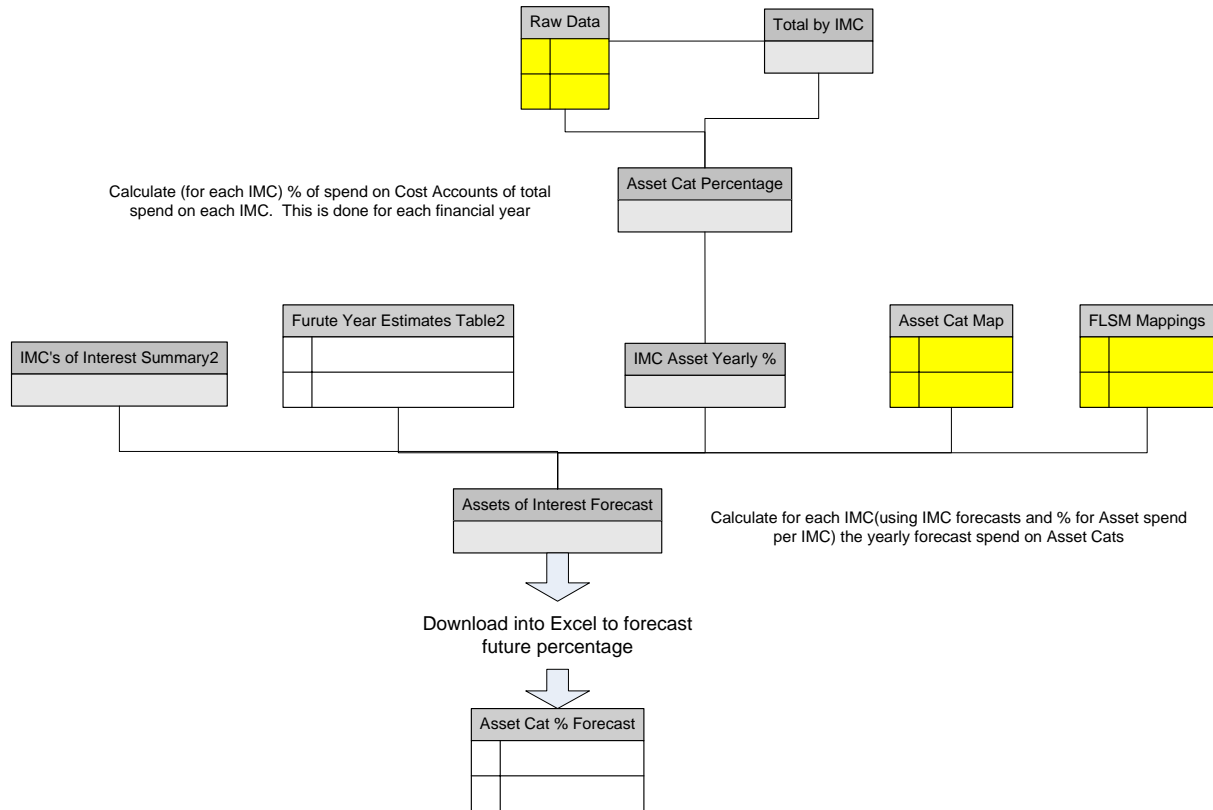 Raw Data
Total by IMC
Asset Cat Percentage
Calculate (for each IMC) % of spend on Cost Accounts of total
spend on each IMC.  This is done for each financial year
IMC's of Interest Summary2
Furute Year Estimates Table2
IMC Asset Yearly %
Asset Cat Map
FLSM Mappings
Assets of Interest Forecast
Calculate for each IMC(using IMC forecasts and % for Asset spend
per IMC) the yearly forecast spend on Asset Cats
Download into Excel to forecast
future percentage
Asset Cat % Forecast